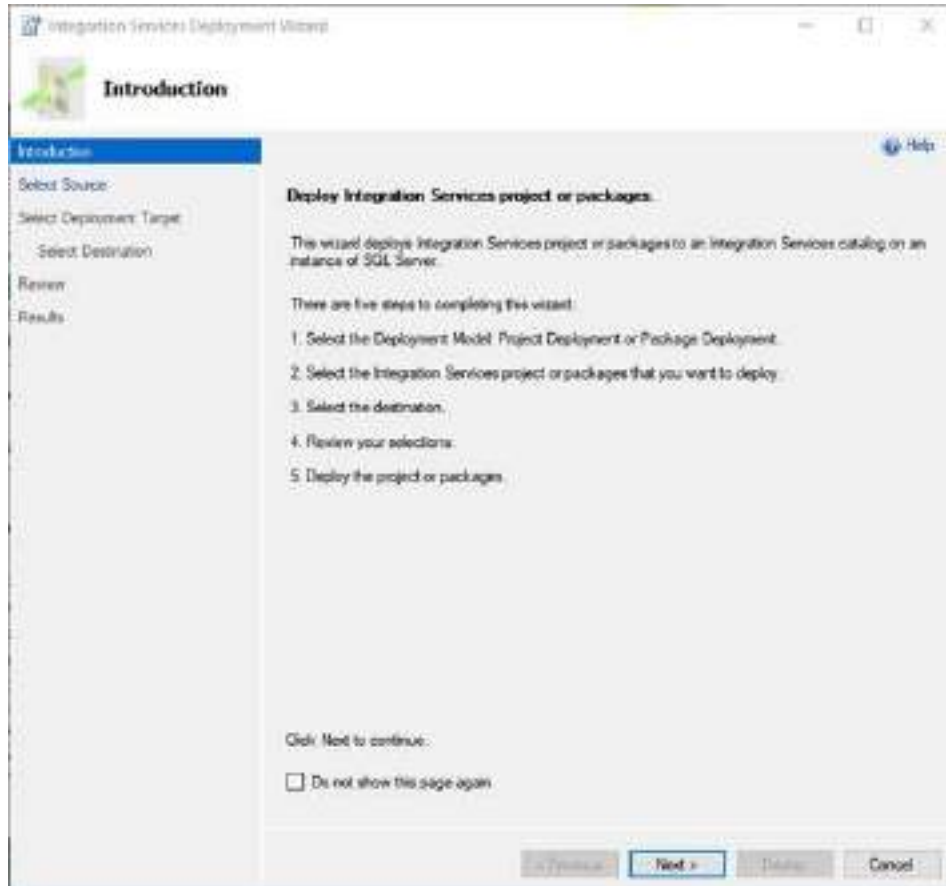 Integration Services Deployment Wizard
Introduction
Introduction
Help
Select Source
Select Deployment Target
Select Destination
Review
Results
Deploy Integration Services project or packages.
This wizard deploys Integration Services project or packages to an Integration Services catalog on an
instance of SQL Server.
There are five steps to completing this wizard:
1. Select the Deployment Model: Project Deployment or Package Deployment.
2. Select the Integration Services project or packages that you want to deploy.
3. Select the destination.
4. Review your selections.
5. Deploy the project or packages.
Click Next to continue.
Do not show this page again
< Previous
Next >
Deploy
Cancel